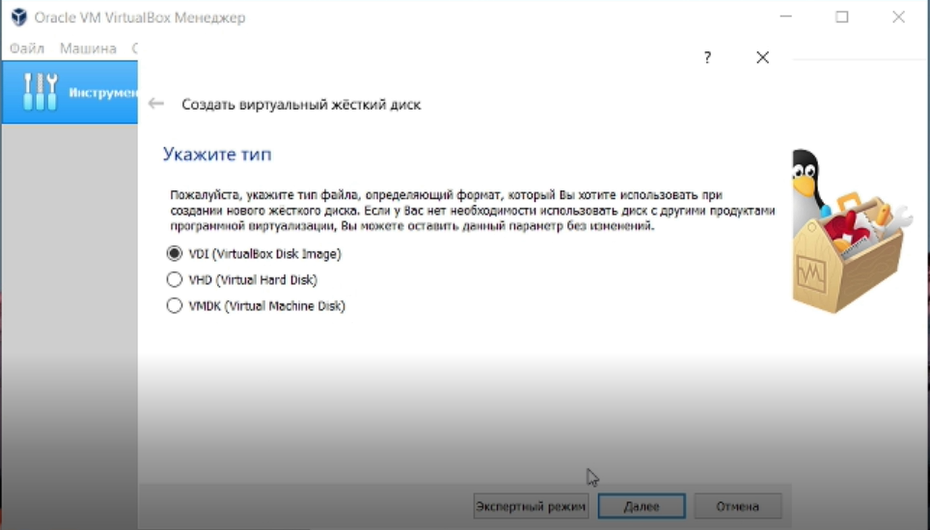 Oracle VM VirtualBox Менеджер
Файл Машина
?
Инструмен
Создать виртуальный жёсткий диск
Укажите тип
Пожалуйста, укажите тип файла, определяющий формат, который Вы хотите использовать при
создании нового жёсткого диска. Если у Вас нет необходимости использовать диск с другими продуктами
программной виртуализации, Вы можете оставить данный параметр без изменений.
VDI (VirtualBox Disk Image)
VHD (Virtual Hard Disk)
VMDK (Virtual Machine Disk)
Экспертный режим Далее Отмена